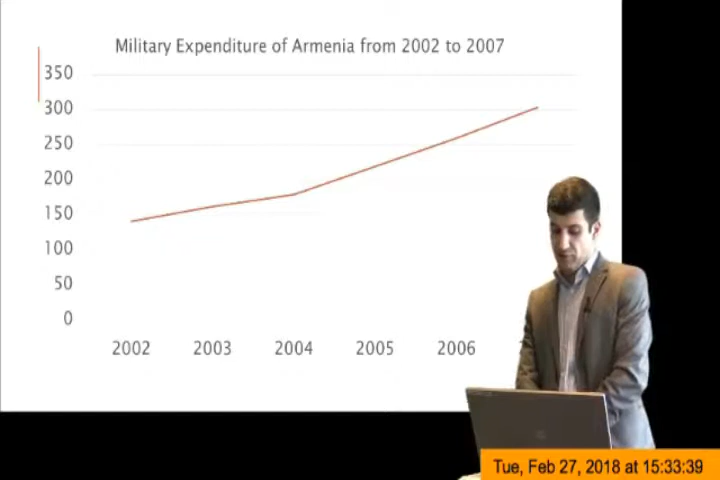 Military Expenditure of Armenia from 2002 to 2007
350
300
250
200
150
100
50
0
2002 2003 2004 2005 2006
Tue, Feb 27, 2018 at 15:33:39